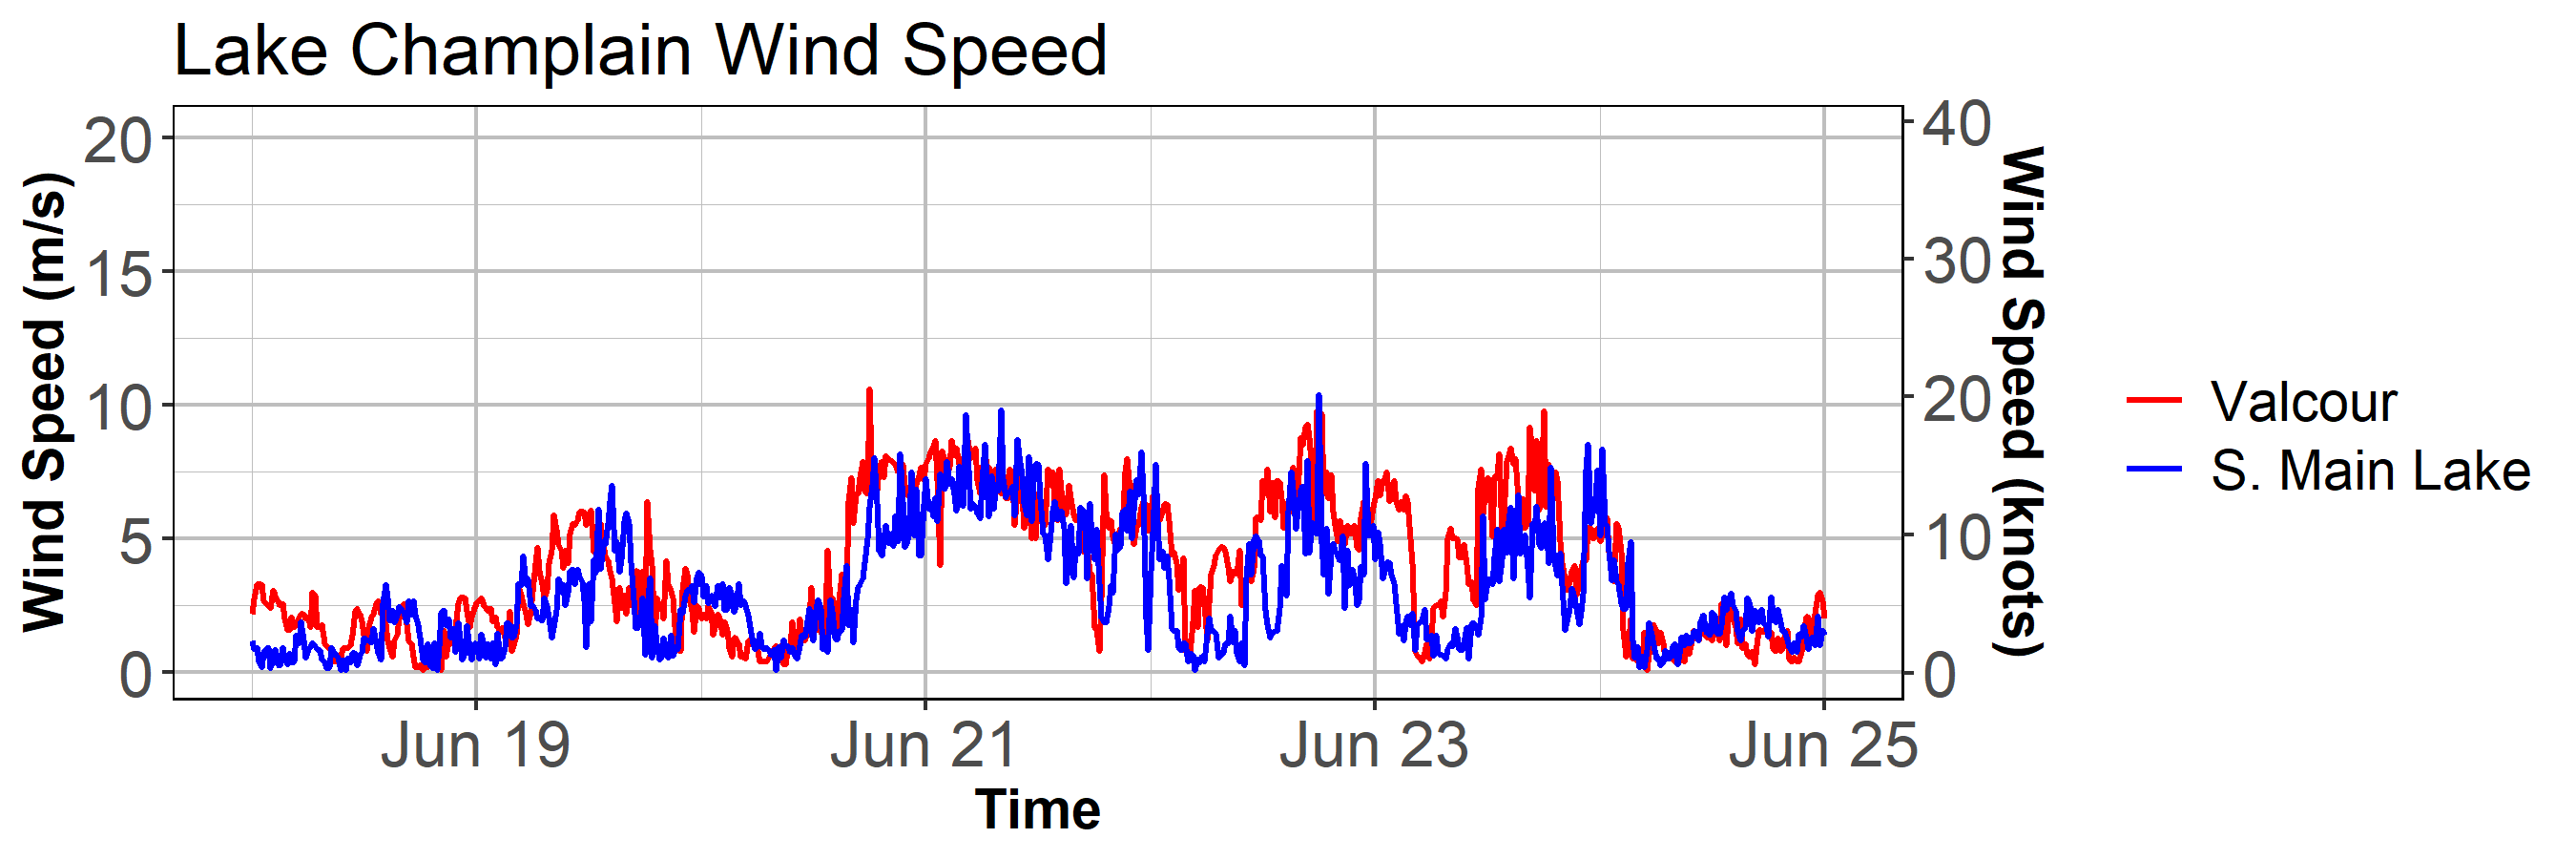 Lake Champlain Wind Speed
Wind Speed (m/s)
20
15
10
5
0
40
30
20
10
0
Wind Speed (knots)
Jun 19
Jun 21
Jun 23
Jun 25
Time
Valcour
S. Main Lake